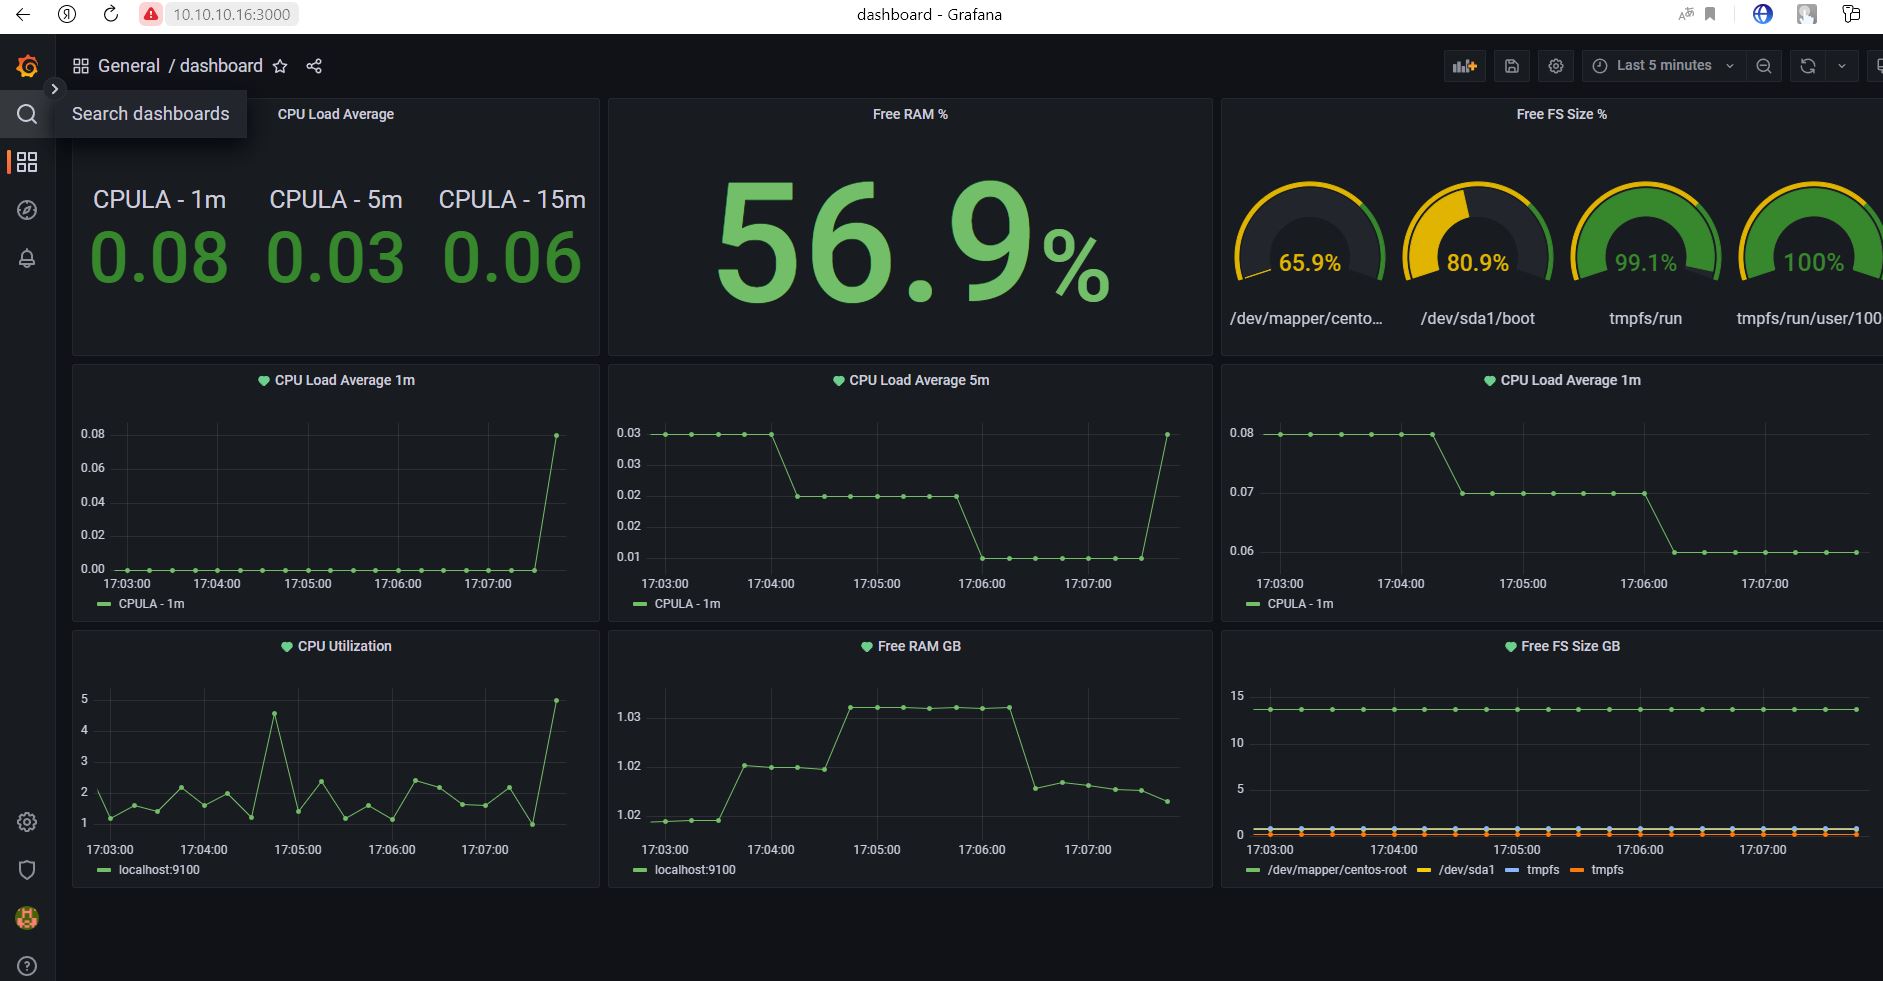 10.10.10.16:3000
dashboard - Grafana
General / dashboard
Last 5 minutes
Search dashboards
CPU Load Average
CPULA - 1m CPULA - 5m CPULA - 15m
0.08 0.03 0.06
Free RAM %
56.9%
Free FS Size %
65.9% 80.9% 99.1% 100%
/dev/mapper/cento... /dev/sda1/boot tmpfs/run tmpfs/run/user/100
CPU Load Average 1m
0.08
0.06
0.04
0.02
0.00
17:03:00 17:04:00 17:05:00 17:06:00 17:07:00
CPULA - 1m
CPU Load Average 5m
0.03
0.03
0.02
0.02
0.01
17:03:00 17:04:00 17:05:00 17:06:00 17:07:00
CPULA - 1m
CPU Load Average 1m
0.08
0.07
0.06
17:03:00 17:04:00 17:05:00 17:06:00 17:07:00
CPULA - 1m
CPU Utilization
5
4
3
2
1
17:03:00 17:04:00 17:05:00 17:06:00 17:07:00
localhost:9100
Free RAM GB
1.03
1.02
1.02
17:03:00 17:04:00 17:05:00 17:06:00 17:07:00
localhost:9100
Free FS Size GB
15
10
5
0
17:03:00 17:04:00 17:05:00 17:06:00 17:07:00
/dev/mapper/centos-root /dev/sda1 tmpfs tmpfs